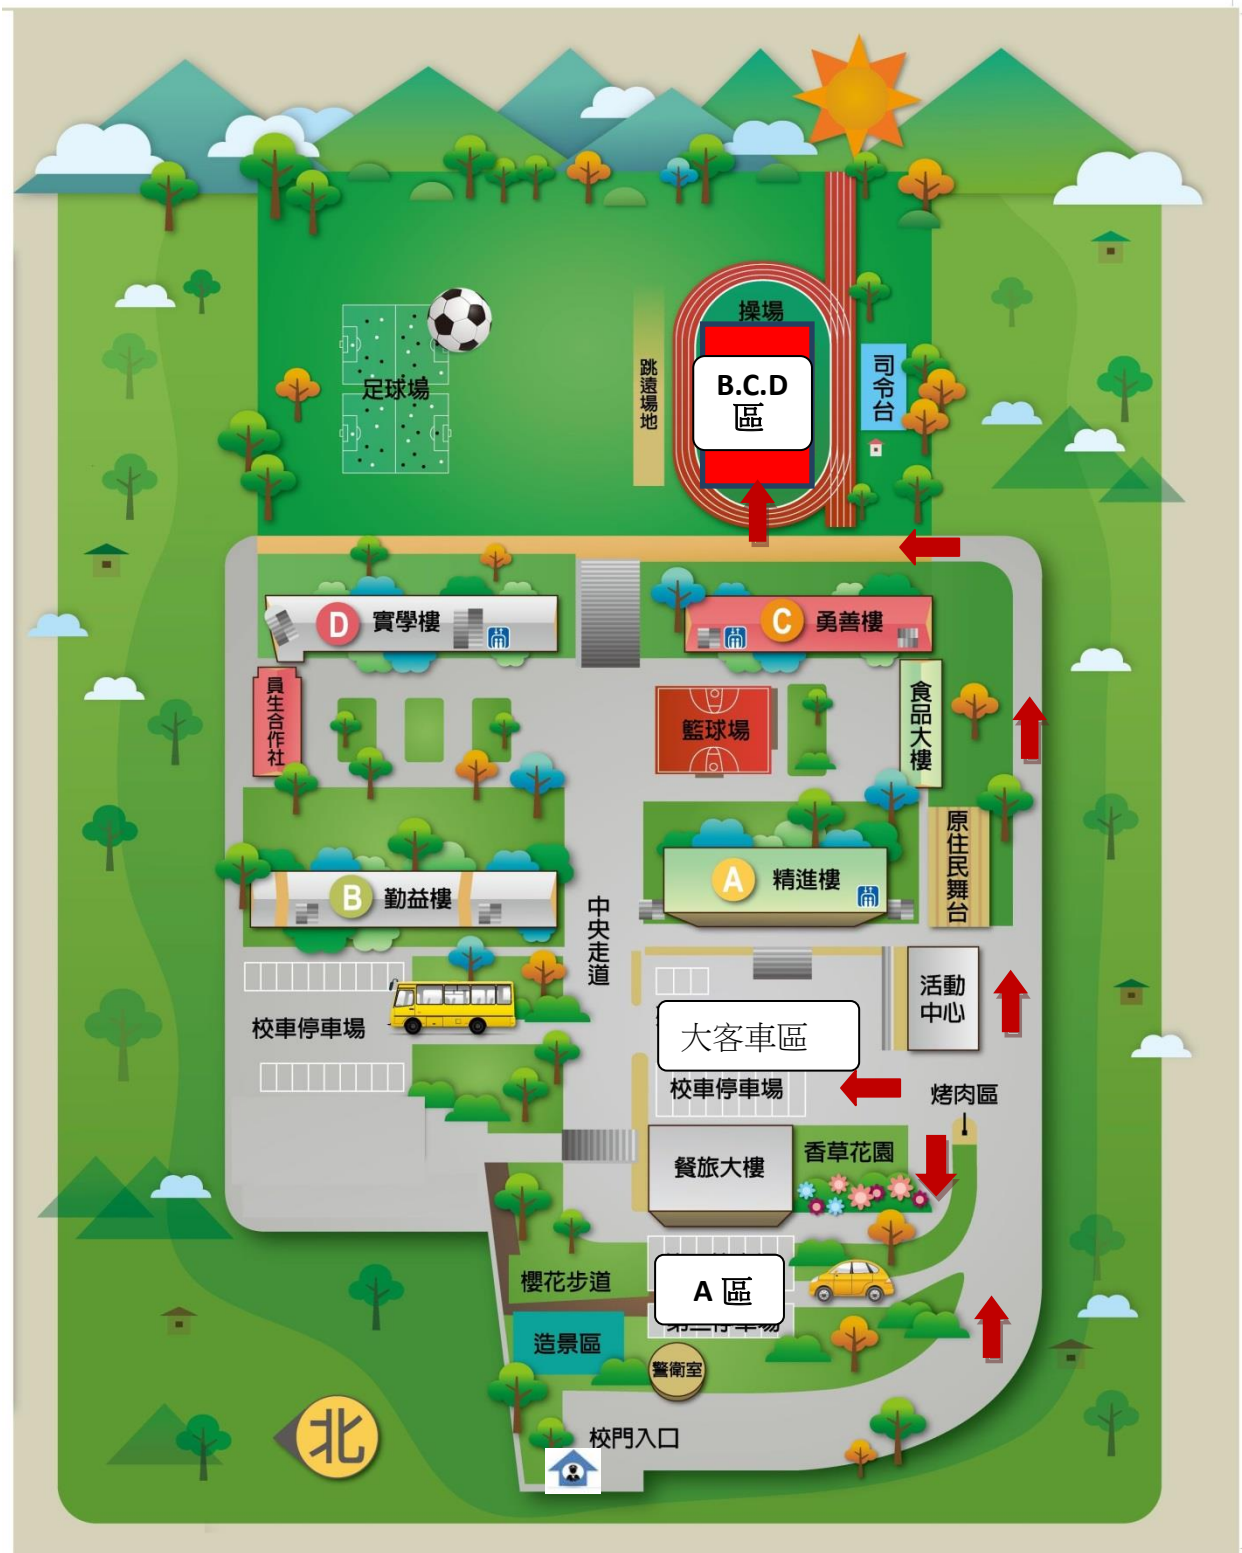 操場
B.C.D
區
司令台
跳遠場地
足球場
D 實學樓
C 勇善樓
員生合作社
籃球場
食品大樓
原住民舞台
A 精進樓
B 勤益樓
中央走道
活動
中心
校車停車場
大客車區
校車停車場
烤肉區
香草花園
餐旅大樓
櫻花步道
A 區
造景區
警衛室
校門入口
北